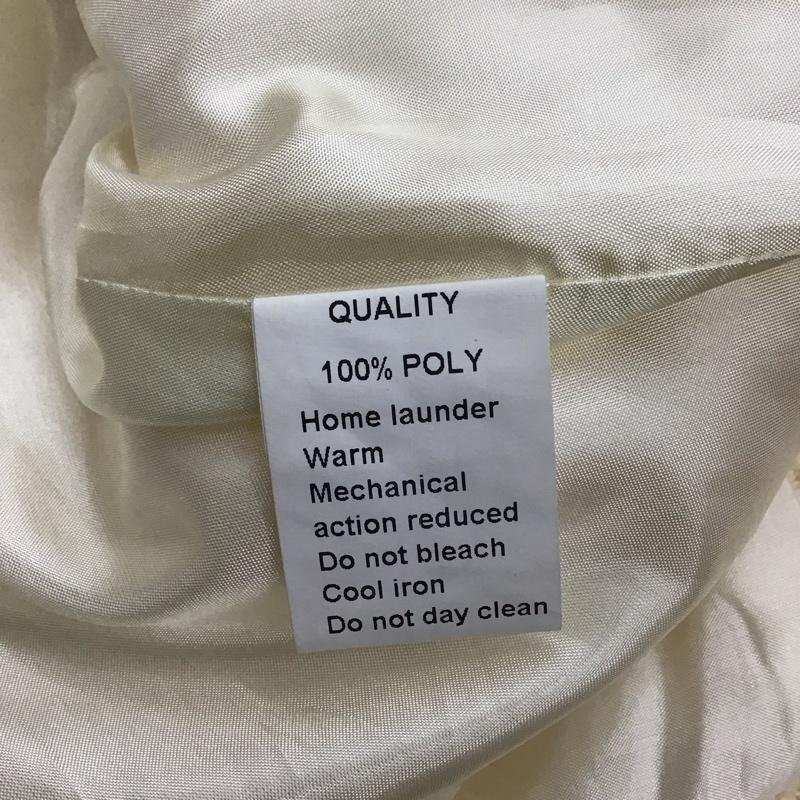 QUALITY
100% POLY
Home launder
Warm
Mechanical
action reduced
Do not bleach
Cool iron
Do not day clean